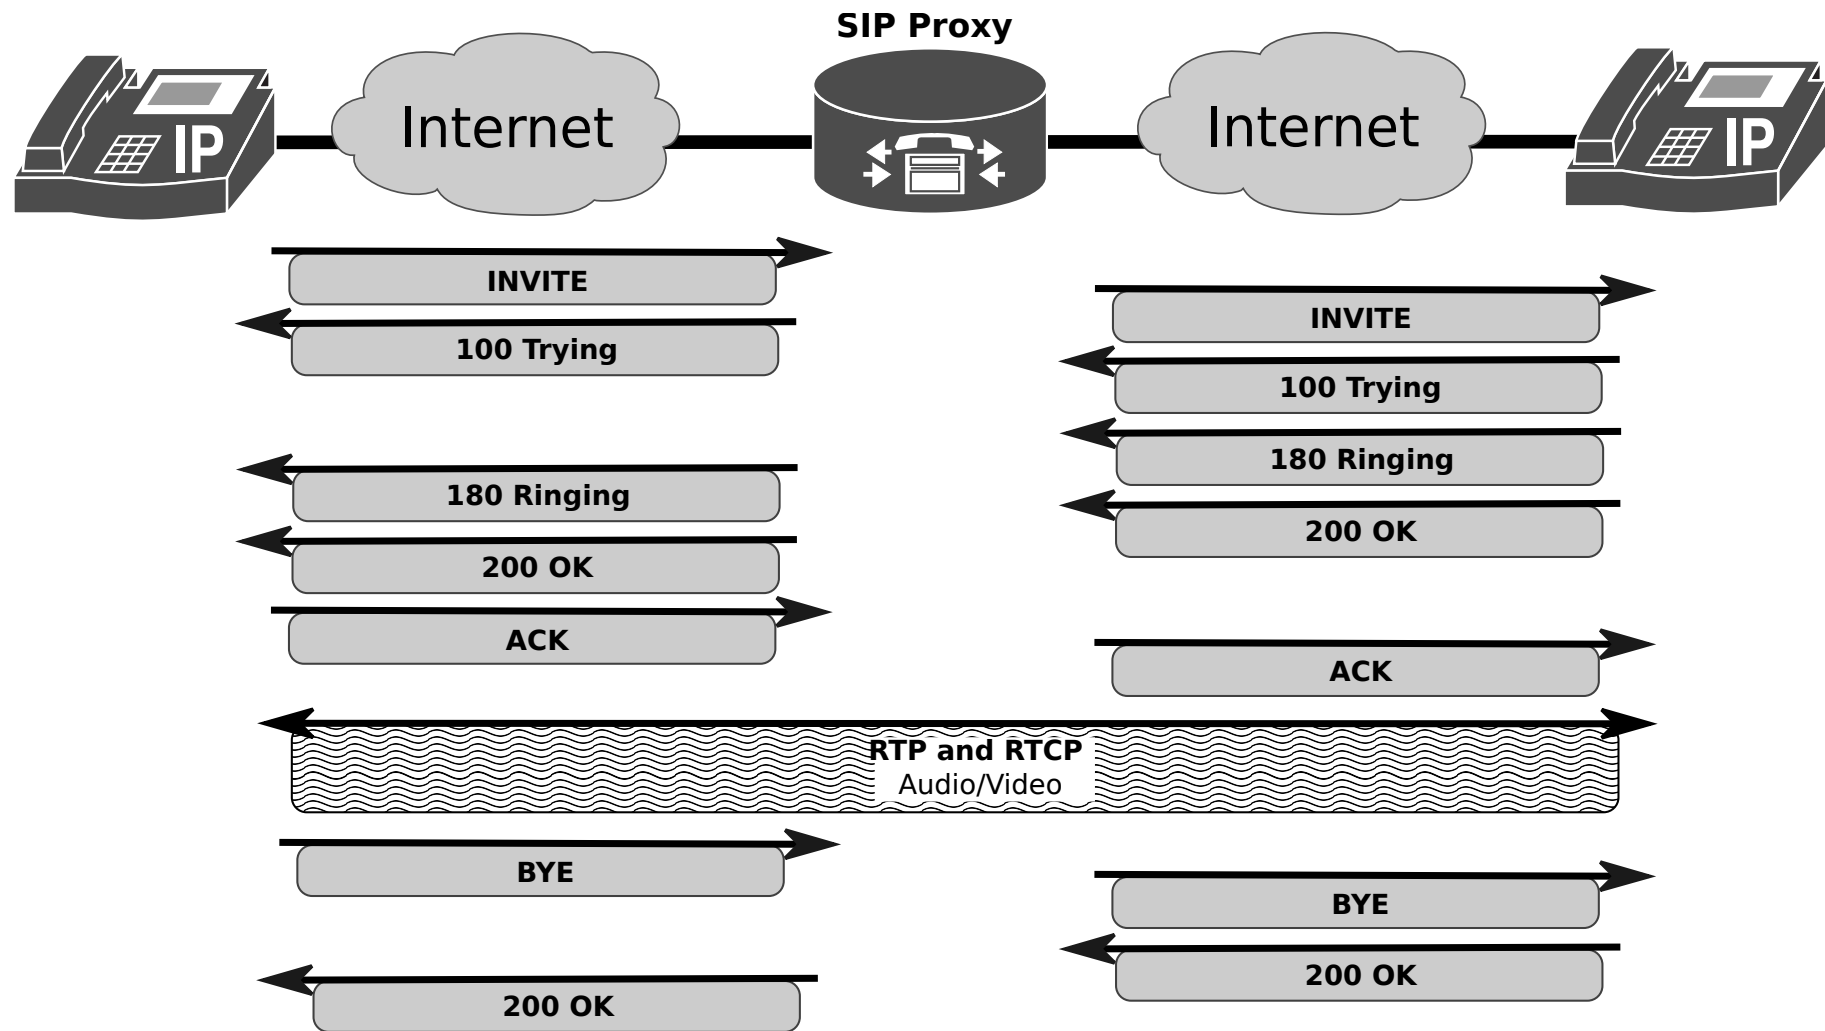 SIP Proxy
IP
Internet
Internet
IP
INVITE
INVITE
100 Trying
100 Trying
180 Ringing
180 Ringing
200 OK
200 OK
ACK
ACK
RTP and RTCP
Audio/Video
BYE
BYE
200 OK
200 OK